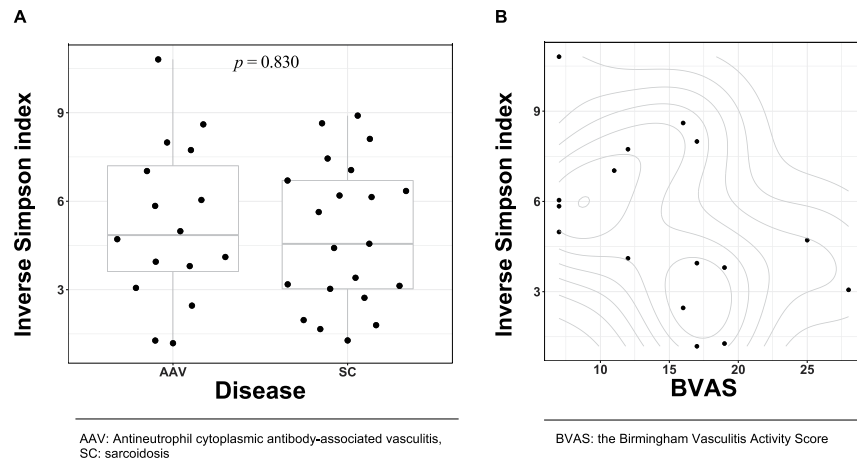 A
p = 0.830
Inverse Simpson index
9
6
3
AAV
SC
Disease
AAV: Antineutrophil cytoplasmic antibody-associated vasculitis,
SC: sarcoidosis
B
Inverse Simpson index
9
6
3
10
15
20
25
BVAS
BVAS: the Birmingham Vasculitis Activity Score